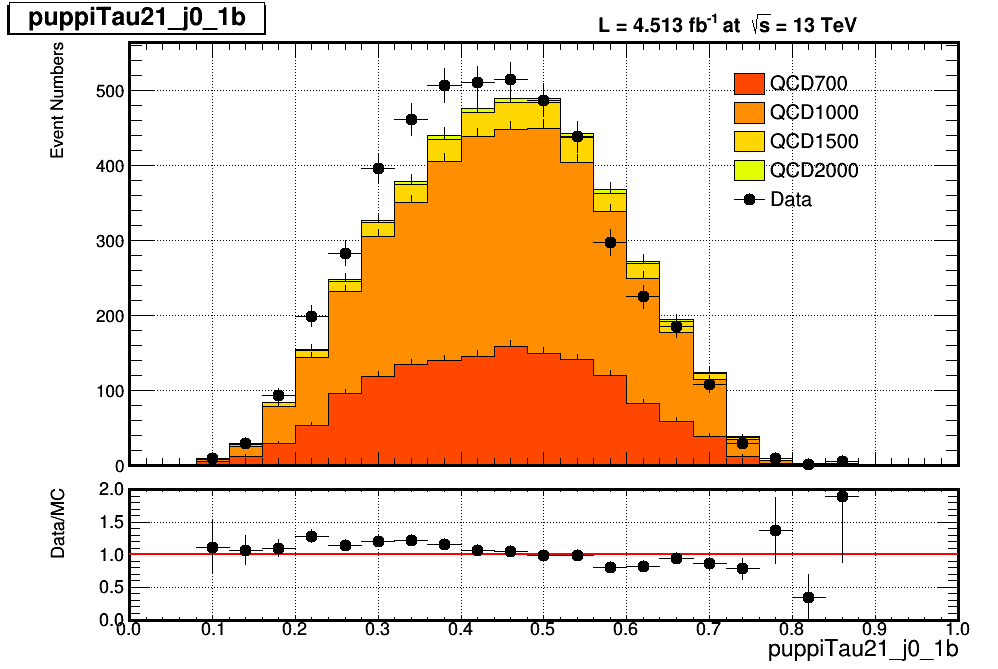 puppiTau21_j0_1b
L = 4.513 fb⁻¹ at √s = 13 TeV
Event Numbers
500
400
300
200
100
0
QCD700
QCD1000
QCD1500
QCD2000
Data
Data/MC
2.0
1.5
1.0
0.5
0.0
0.0 0.1 0.2 0.3 0.4 0.5 0.6 0.7 0.8 0.9 1.0
puppiTau21_j0_1b